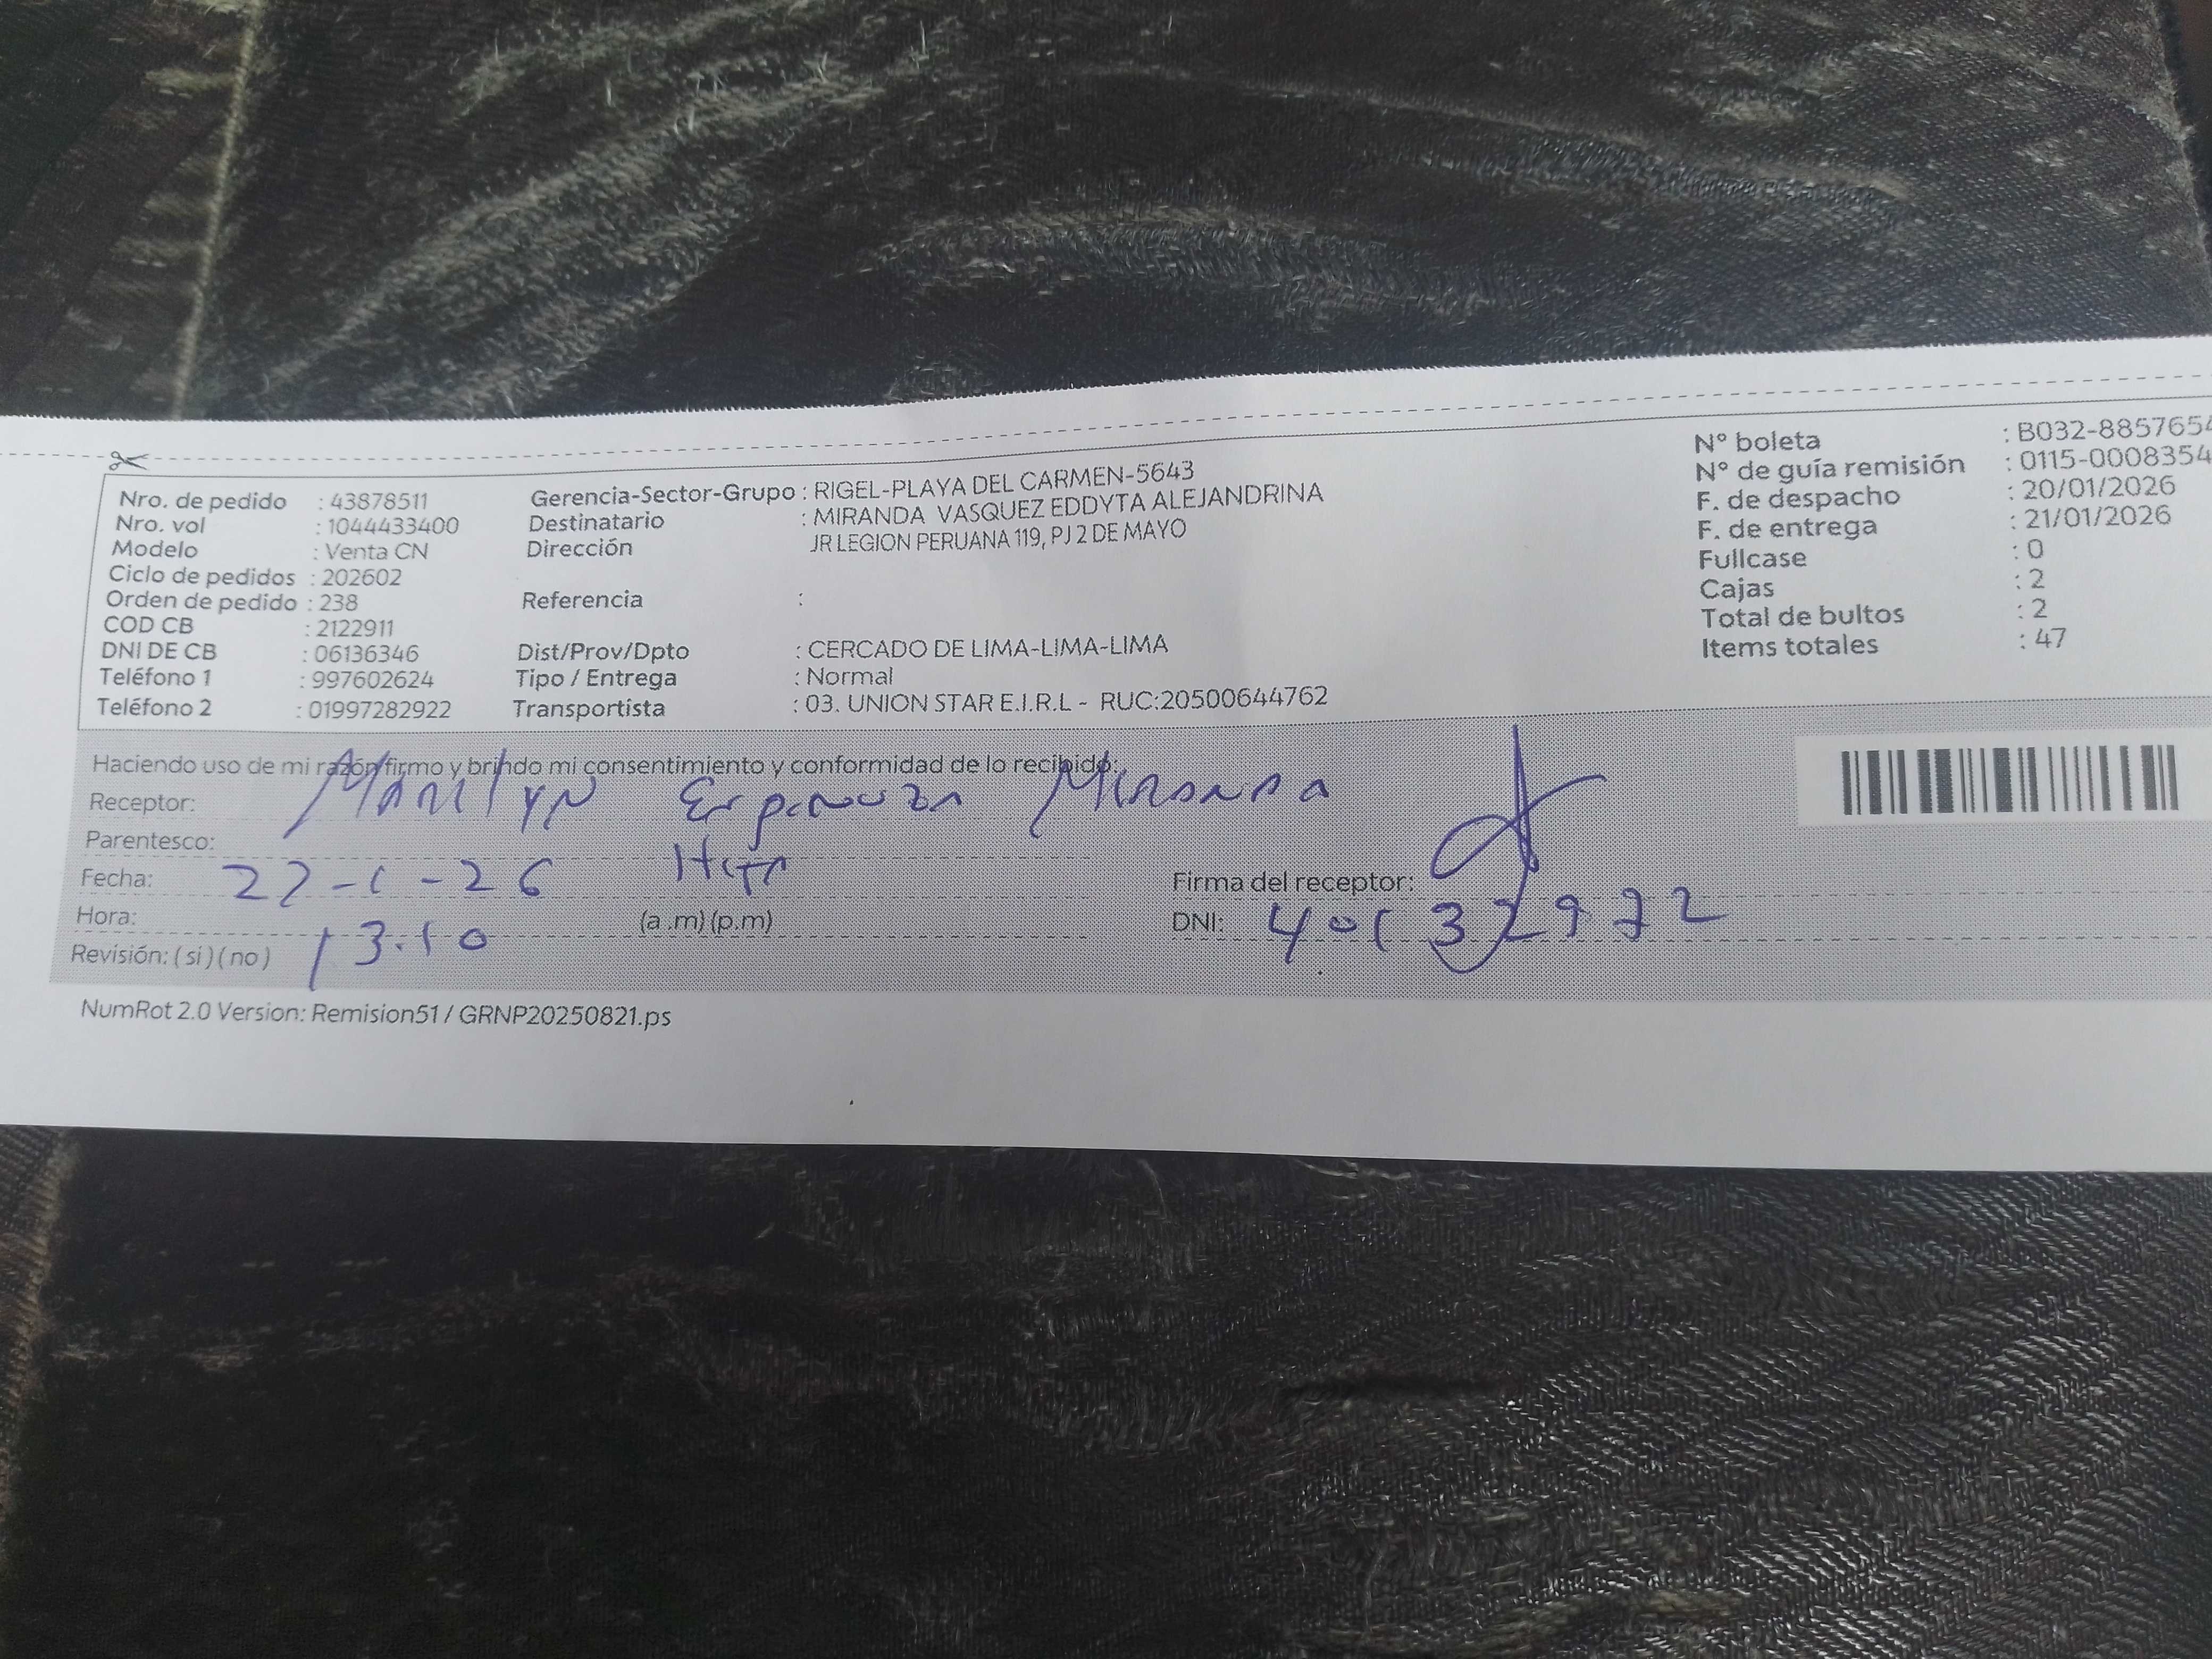 Nro. de pedido : 43878511
Nro. vol : 1044433400
Modelo : Venta CN
Ciclo de pedidos : 202602
Orden de pedido : 238
COD CB : 2122911
DNI DE CB : 06136346
Teléfono 1 : 997602624
Teléfono 2 : 01997282922
Gerencia-Sector-Grupo : RIGEL-PLAYA DEL CARMEN-5643
Destinatario : MIRANDA VASQUEZ EDDYTA ALEJANDRINA
Dirección JR LEGION PERUANA 119, PJ 2 DE MAYO
Referencia :
Dist/Prov/Dpto : CERCADO DE LIMA-LIMA-LIMA
Tipo / Entrega : Normal
Transportista : 03. UNION STAR E.I.R.L - RUC:20500644762
N° boleta : B032-8857654
N° de guía remisión : 0115-0008354
F. de despacho : 20/01/2026
F. de entrega : 21/01/2026
Fullcase : 0
Cajas : 2
Total de bultos : 2
Items totales : 47
Haciendo uso de mi razón firmo y brindo mi consentimiento y conformidad de lo recibido:
Receptor: Marilyn Esperanza Miranda
Parentesco:
Fecha: -26
Hora: 13.10 (a .m) (p.m)
Revisión: ( si ) ( no )
Firma del receptor:
DNI:
NumRot 2.0 Version: Remision51 / GRNP20250821.ps